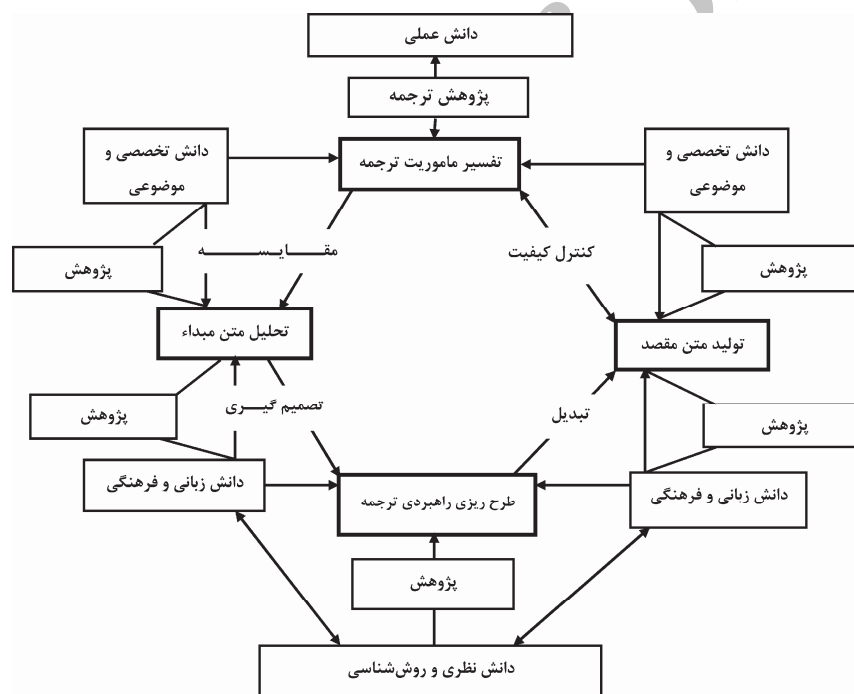 دانش عملی
پژوهش ترجمه
دانش تخصصی و
موضوعی
تفسیر ماموریت ترجمه
دانش تخصصی و
موضوعی
پژوهش
مقـــایـــســـــــه
کنترل کیفیت
پژوهش
تحلیل متن مبداء
تولید متن مقصد
پژوهش
تصمیم گیـــری
تبدیل
پژوهش
دانش زبانی و فرهنگی
طرح ریزی راهبردی ترجمه
دانش زبانی و فرهنگی
پژوهش
دانش نظری و روش‌شناسی